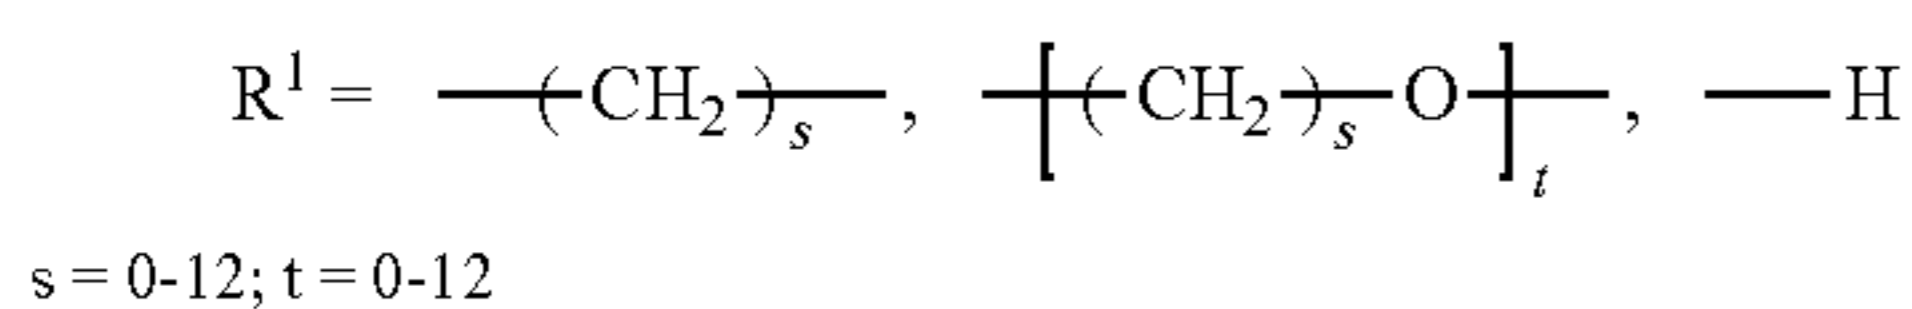 R¹ = —(CH₂)ₛ—, —[(CH₂)ₛ—O]ₜ—, —H
s = 0-12; t = 0-12